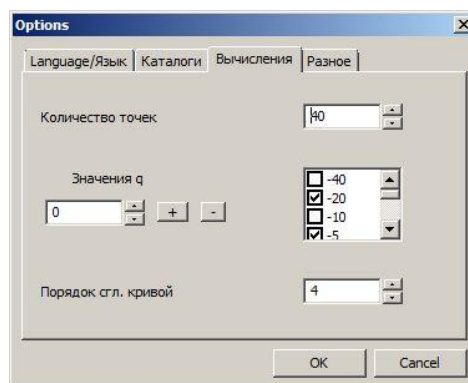 Options
Language/Язык Каталоги Вычисления Разное
Количество точек 40
Значения q
0 + -
-40
-20
-10
-5
Порядок сгл. кривой 4
OK Cancel